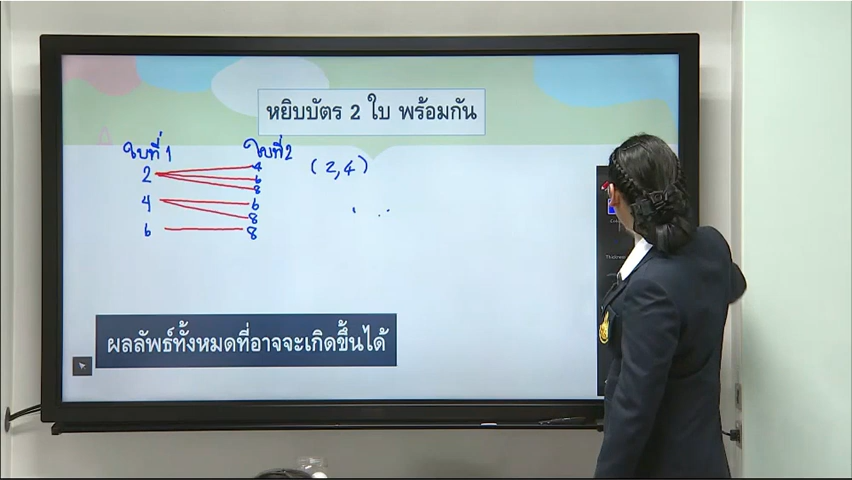 หยิบบัตร 2 ใบ พร้อมกัน
ใบที่ 1 ใบที่ 2
2 4 (2,4)
6
8
4 6
8
6 8
ผลลัพธ์ทั้งหมดที่อาจจะเกิดขึ้นได้